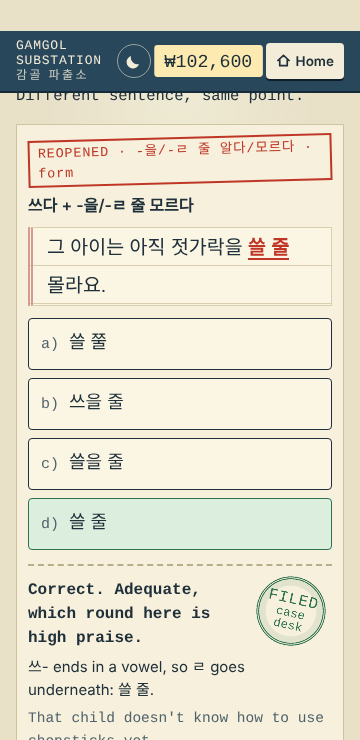 GAMGOL
SUBSTATION
감골 파출소
₩102,600
Home
Different sentence, same point.
REOPENED · -을/-ㄹ 줄 알다/모르다 ·
form
쓰다 + -을/-ㄹ 줄 모르다
그 아이는 아직 젓가락을 쓸 줄
몰라요.
a) 쓸 쭐
b) 쓰을 줄
c) 쓸을 줄
d) 쓸 줄
Correct. Adequate,
which round here is
high praise.
FILED
case
desk
쓰- ends in a vowel, so ㄹ goes
underneath: 쓸 줄.
That child doesn't know how to use
chopsticks yet.